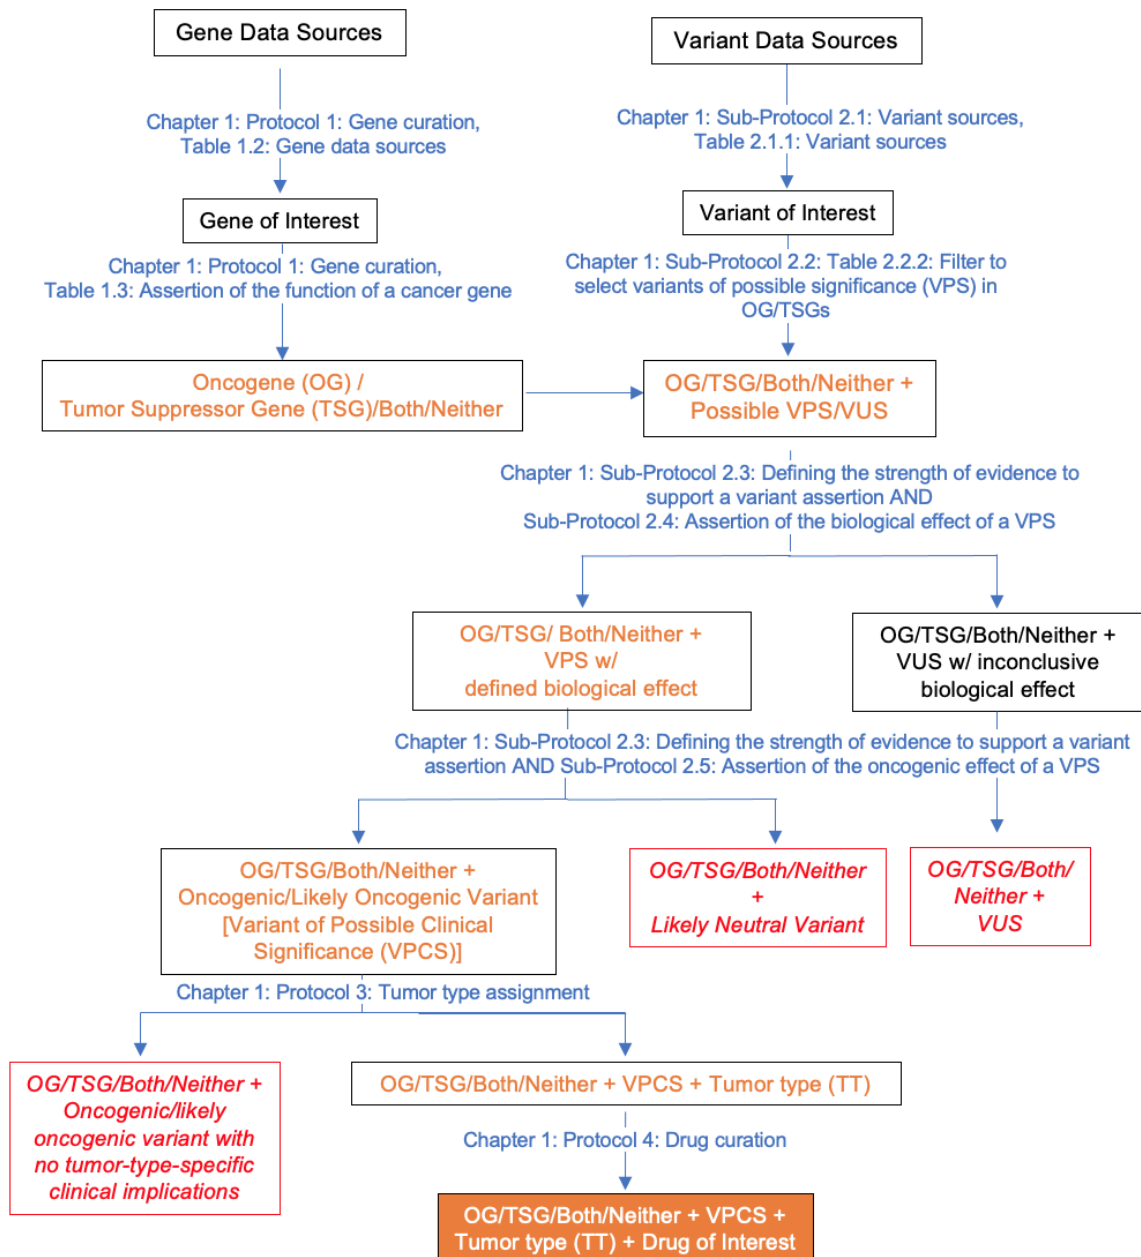 Gene Data Sources
Variant Data Sources
Chapter 1: Protocol 1: Gene curation,
Table 1.2: Gene data sources
Chapter 1: Sub-Protocol 2.1: Variant sources,
Table 2.1.1: Variant sources
Gene of Interest
Variant of Interest
Chapter 1: Protocol 1: Gene curation,
Table 1.3: Assertion of the function of a cancer gene
Chapter 1: Sub-Protocol 2.2: Table 2.2.2: Filter to
select variants of possible significance (VPS) in
OG/TSGs
Oncogene (OG) /
Tumor Suppressor Gene (TSG)/Both/Neither
OG/TSG/Both/Neither +
Possible VPS/VUS
Chapter 1: Sub-Protocol 2.3: Defining the strength of evidence to
support a variant assertion AND
Sub-Protocol 2.4: Assertion of the biological effect of a VPS
OG/TSG/ Both/Neither +
VPS w/
defined biological effect
OG/TSG/Both/Neither +
VUS w/ inconclusive
biological effect
Chapter 1: Sub-Protocol 2.3: Defining the strength of evidence to support a variant
assertion AND Sub-Protocol 2.5: Assertion of the oncogenic effect of a VPS
OG/TSG/Both/Neither +
Oncogenic/Likely Oncogenic Variant
[Variant of Possible Clinical
Significance (VPCS)]
OG/TSG/Both/Neither
+
Likely Neutral Variant
OG/TSG/Both/
Neither +
VUS
Chapter 1: Protocol 3: Tumor type assignment
OG/TSG/Both/Neither +
Oncogenic/likely
oncogenic variant with
no tumor-type-specific
clinical implications
OG/TSG/Both/Neither + VPCS + Tumor type (TT)
Chapter 1: Protocol 4: Drug curation
OG/TSG/Both/Neither + VPCS +
Tumor type (TT) + Drug of Interest